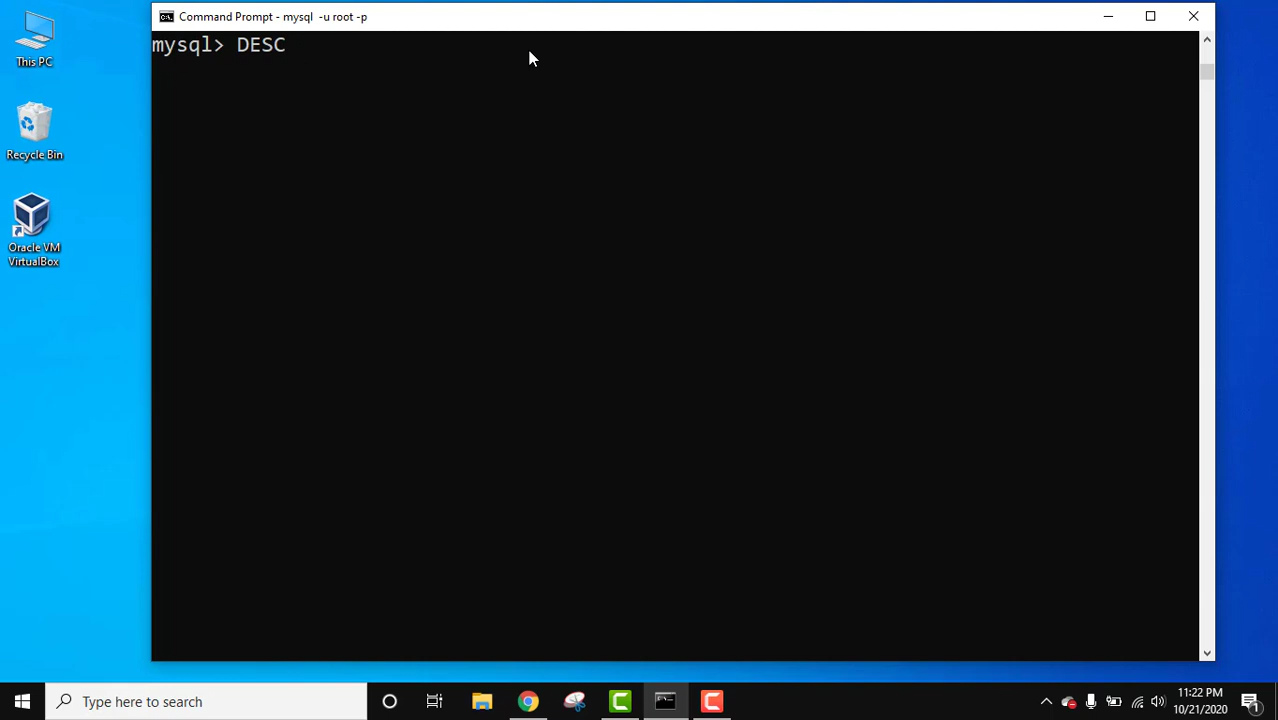 Command Prompt - mysql -u root -p
This PC
mysql> DESC
Recycle Bin
Oracle VM
VirtualBox
Type here to search
11:22 PM
10/21/2020
1